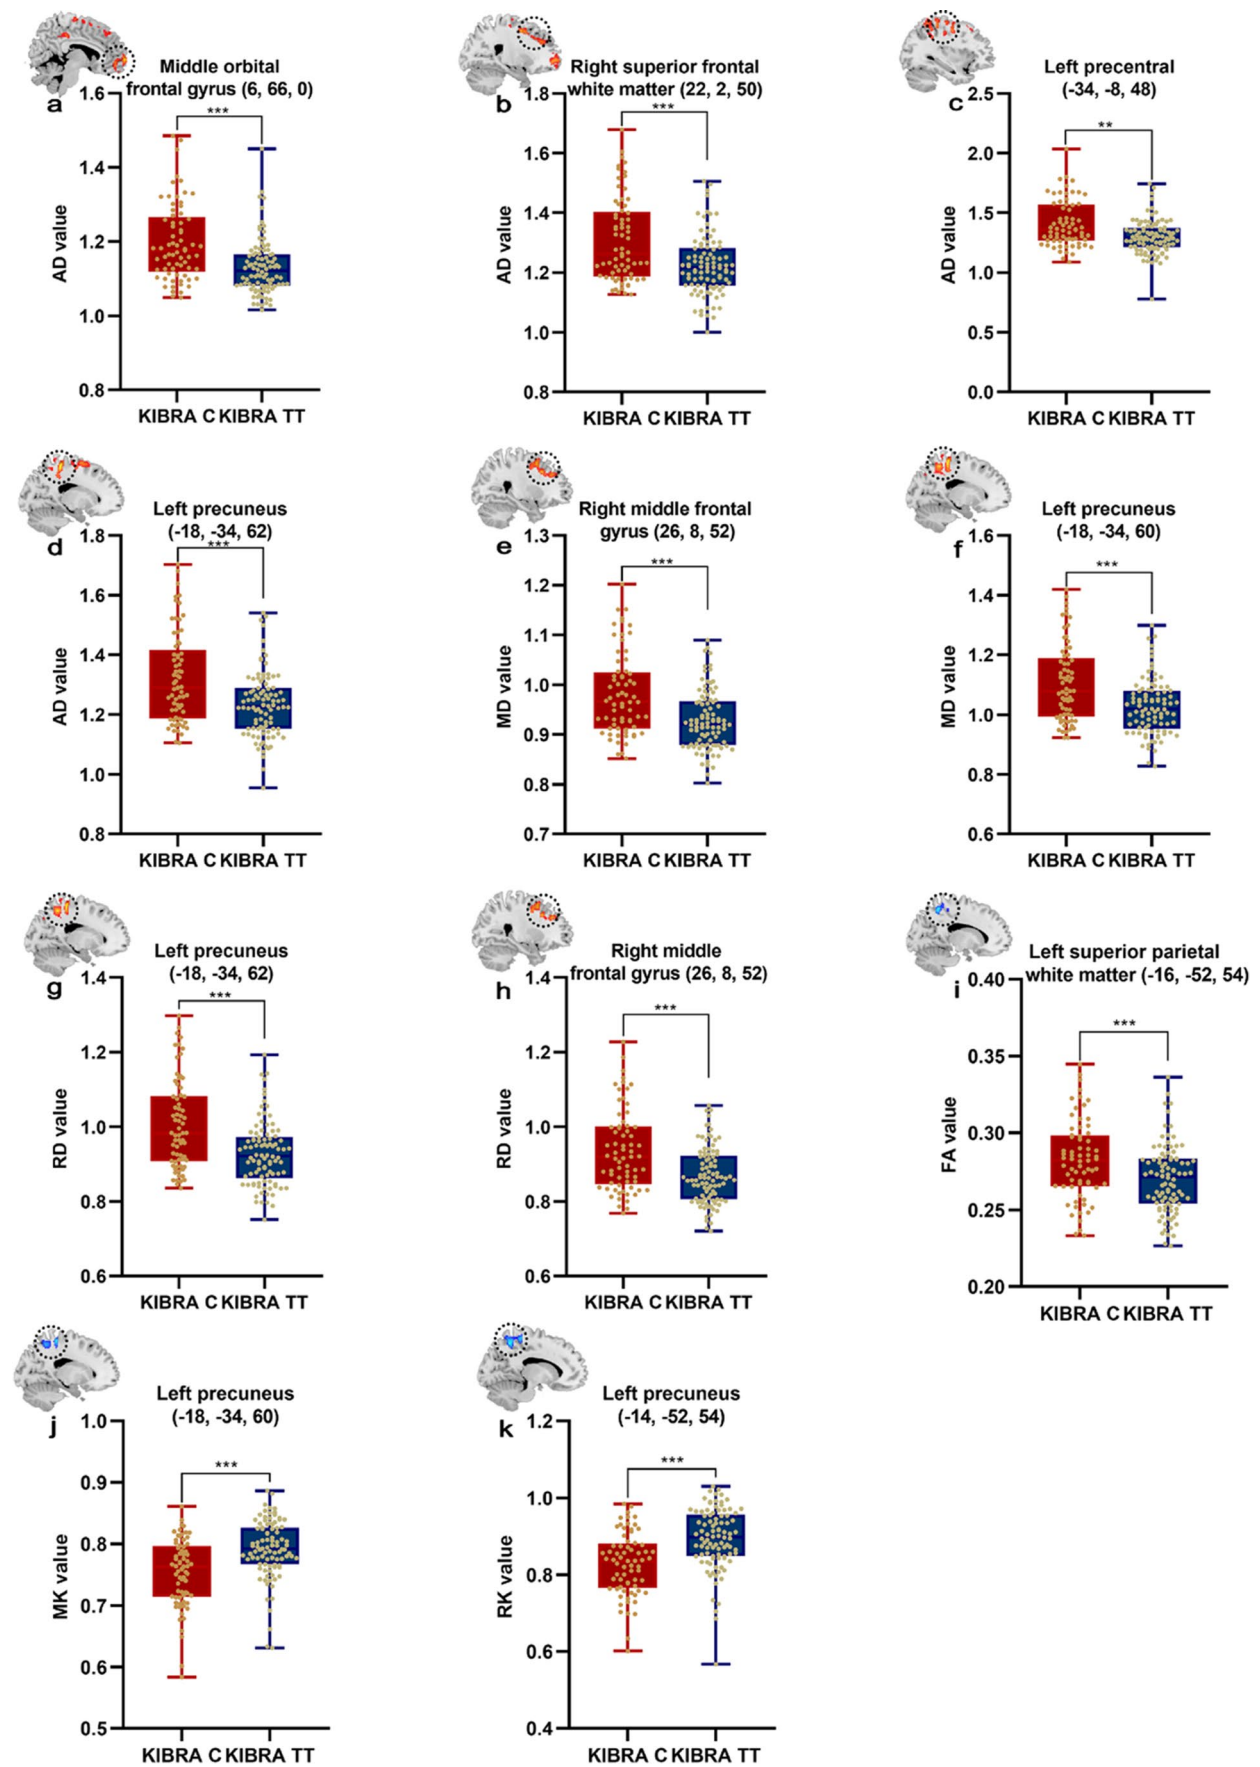 Middle orbital
frontal gyrus (6, 66, 0)
a
***
1.6
1.4
1.2
1.0
0.8
AD value
KIBRA C KIBRA TT
Right superior frontal
white matter (22, 2, 50)
b
***
1.8
1.6
1.4
1.2
1.0
0.8
AD value
KIBRA C KIBRA TT
Left precentral
(-34, -8, 48)
c
**
2.5
2.0
1.5
1.0
0.5
0.0
AD value
KIBRA C KIBRA TT
Left precuneus
(-18, -34, 62)
d
***
1.8
1.6
1.4
1.2
1.0
0.8
AD value
KIBRA C KIBRA TT
Right middle frontal
gyrus (26, 8, 52)
e
***
1.3
1.2
1.1
1.0
0.9
0.8
0.7
MD value
KIBRA C KIBRA TT
Left precuneus
(-18, -34, 60)
f
***
1.6
1.4
1.2
1.0
0.8
0.6
MD value
KIBRA C KIBRA TT
Left precuneus
(-18, -34, 62)
g
***
1.4
1.2
1.0
0.8
0.6
RD value
KIBRA C KIBRA TT
Right middle
frontal gyrus (26, 8, 52)
h
***
1.4
1.2
1.0
0.8
0.6
RD value
KIBRA C KIBRA TT
Left superior parietal
white matter (-16, -52, 54)
i
***
0.40
0.35
0.30
0.25
0.20
FA value
KIBRA C KIBRA TT
Left precuneus
(-18, -34, 60)
j
***
1.0
0.9
0.8
0.7
0.6
0.5
MK value
KIBRA C KIBRA TT
Left precuneus
(-14, -52, 54)
k
***
1.2
1.0
0.8
0.6
0.4
RK value
KIBRA C KIBRA TT